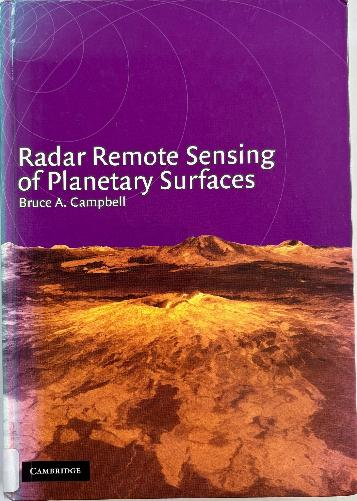 Radar Remote Sensing
of Planetary Surfaces
Bruce A. Campbell
CAMBRIDGE